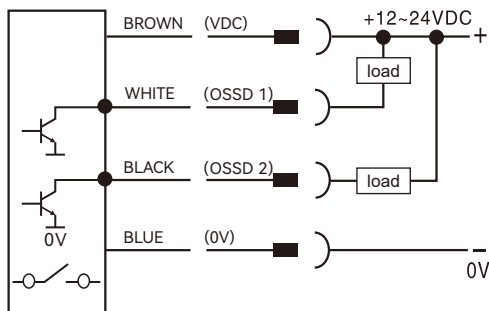 +12~24VDC
BROWN (VDC) +
load
WHITE (OSSD 1)
BLACK (OSSD 2) load
BLUE (0V) −
0V 0V